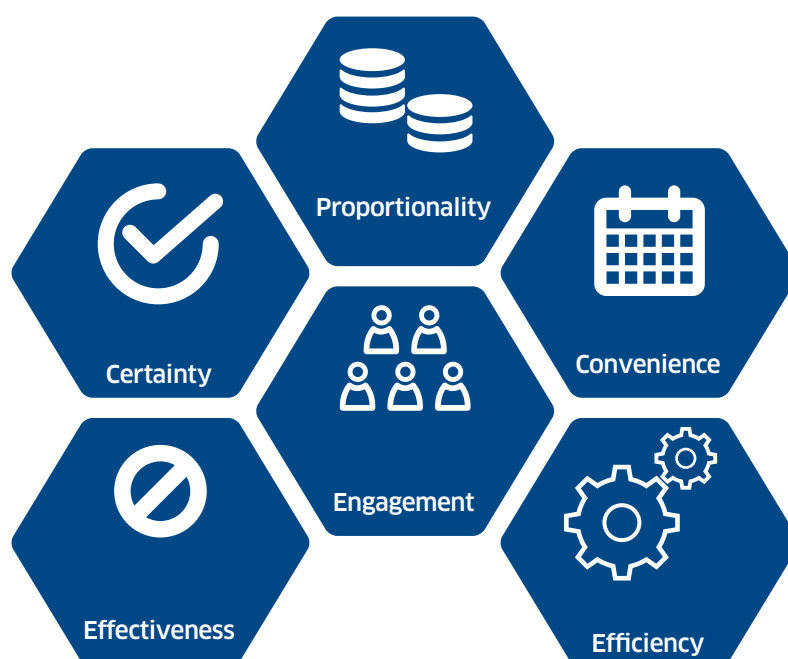 Proportionality
Certainty
Convenience
Engagement
Effectiveness
Efficiency